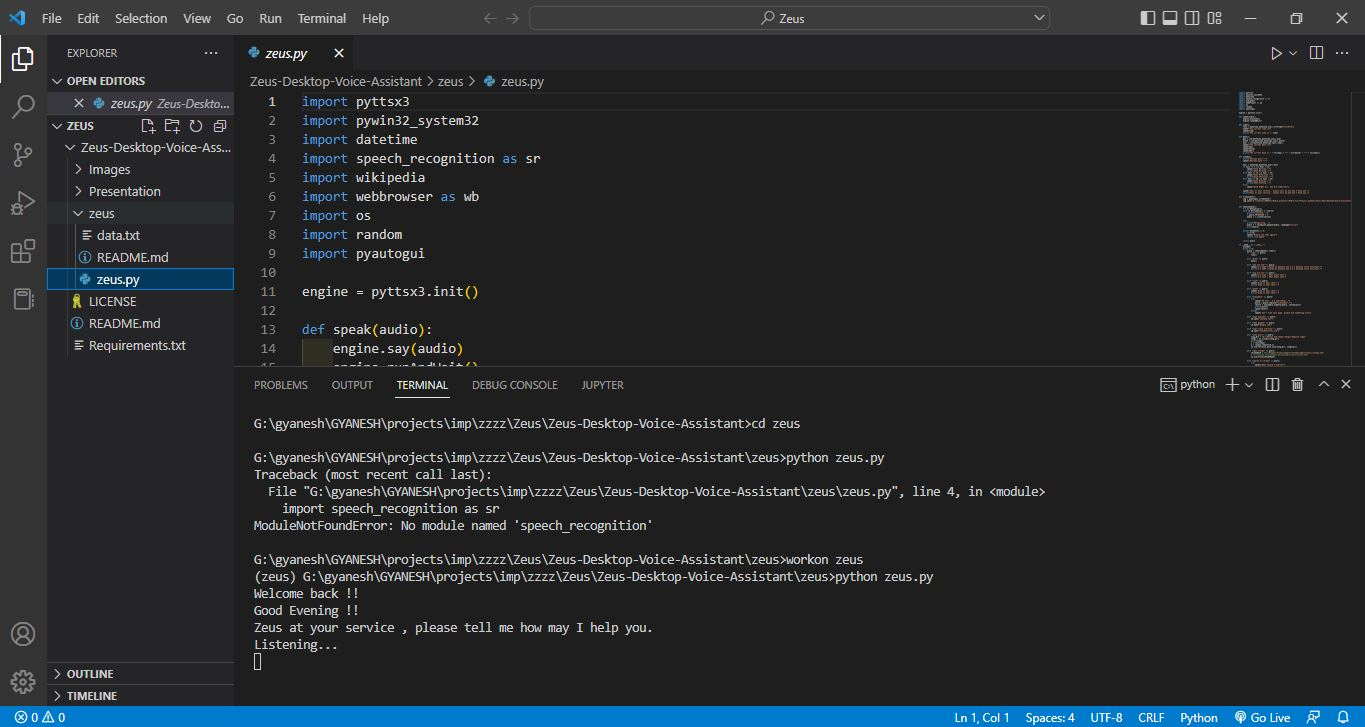 File Edit Selection View Go Run Terminal Help
Zeus
EXPLORER
OPEN EDITORS
zeus.py Zeus-Deskto...
ZEUS
Zeus-Desktop-Voice-Ass...
Images
Presentation
zeus
data.txt
README.md
zeus.py
LICENSE
README.md
Requirements.txt
OUTLINE
TIMELINE
zeus.py
Zeus-Desktop-Voice-Assistant > zeus > zeus.py
1 import pyttsx3
2 import pywin32_system32
3 import datetime
4 import speech_recognition as sr
5 import wikipedia
6 import webbrowser as wb
7 import os
8 import random
9 import pyautogui
10
11 engine = pyttsx3.init()
12
13 def speak(audio):
14 engine.say(audio)
15 engine.runAndWait()
PROBLEMS OUTPUT TERMINAL DEBUG CONSOLE JUPYTER
python
G:\gyanesh\GYANESH\projects\imp\zzzz\Zeus\Zeus-Desktop-Voice-Assistant>cd zeus
G:\gyanesh\GYANESH\projects\imp\zzzz\Zeus\Zeus-Desktop-Voice-Assistant\zeus>python zeus.py
Traceback (most recent call last):
File "G:\gyanesh\GYANESH\projects\imp\zzzz\Zeus\Zeus-Desktop-Voice-Assistant\zeus\zeus.py", line 4, in <module>
import speech_recognition as sr
ModuleNotFoundError: No module named 'speech_recognition'
G:\gyanesh\GYANESH\projects\imp\zzzz\Zeus\Zeus-Desktop-Voice-Assistant\zeus>workon zeus
(zeus) G:\gyanesh\GYANESH\projects\imp\zzzz\Zeus\Zeus-Desktop-Voice-Assistant\zeus>python zeus.py
Welcome back !!
Good Evening !!
Zeus at your service , please tell me how may I help you.
Listening...
0 0
Ln 1, Col 1 Spaces: 4 UTF-8 CRLF Python Go Live